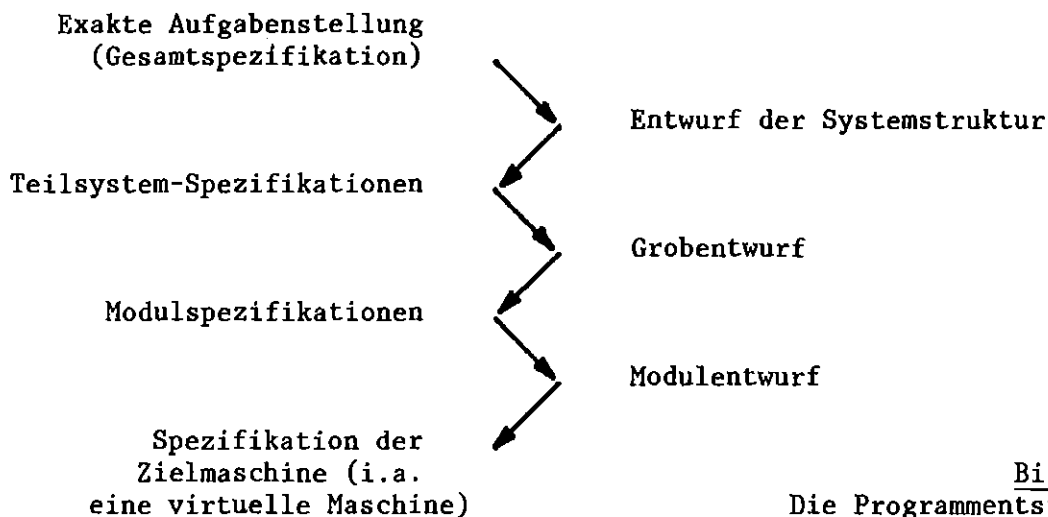 Exakte Aufgabenstellung
(Gesamtspezifikation)
Entwurf der Systemstruktur
Teilsystem-Spezifikationen
Grobentwurf
Modulspezifikationen
Modulentwurf
Spezifikation der
Zielmaschine (i.a.
eine virtuelle Maschine)
Bi
Die Programments